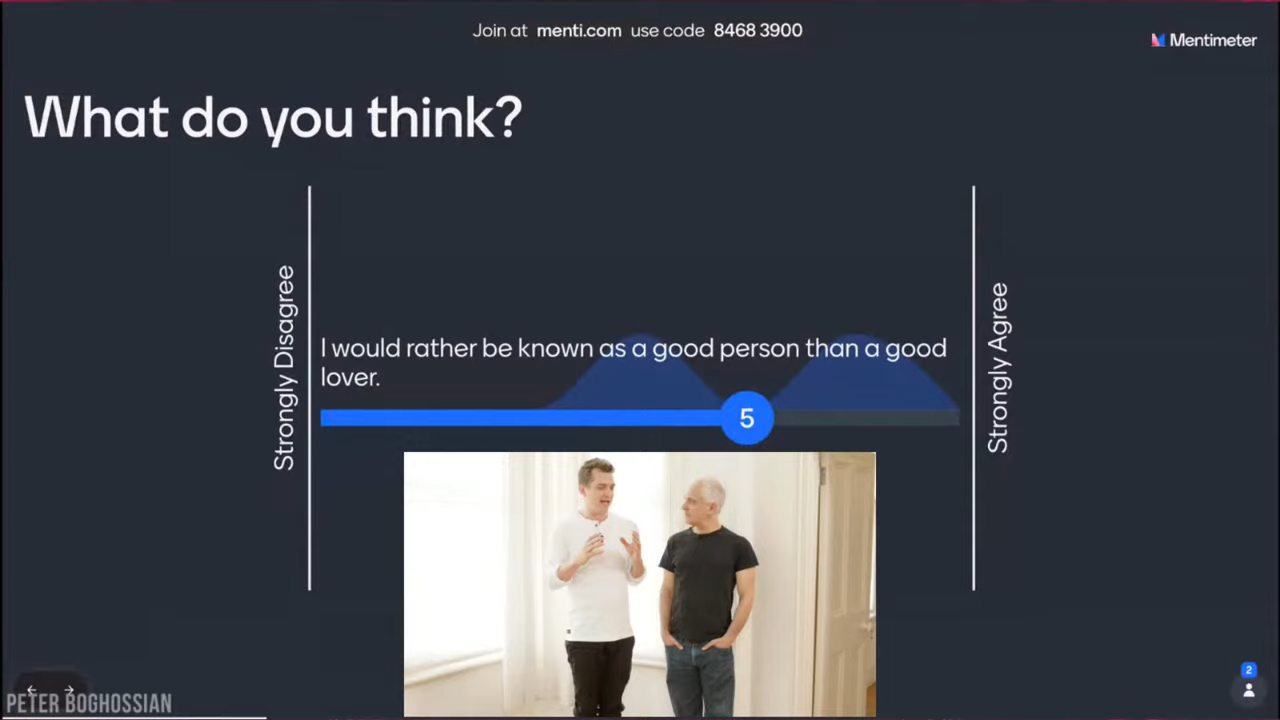 Join at menti.com use code 8468 3900
Mentimeter
What do you think?
Strongly Disagree
I would rather be known as a good person than a good
lover.
5
Strongly Agree
2
PETER BOGHOSSIAN